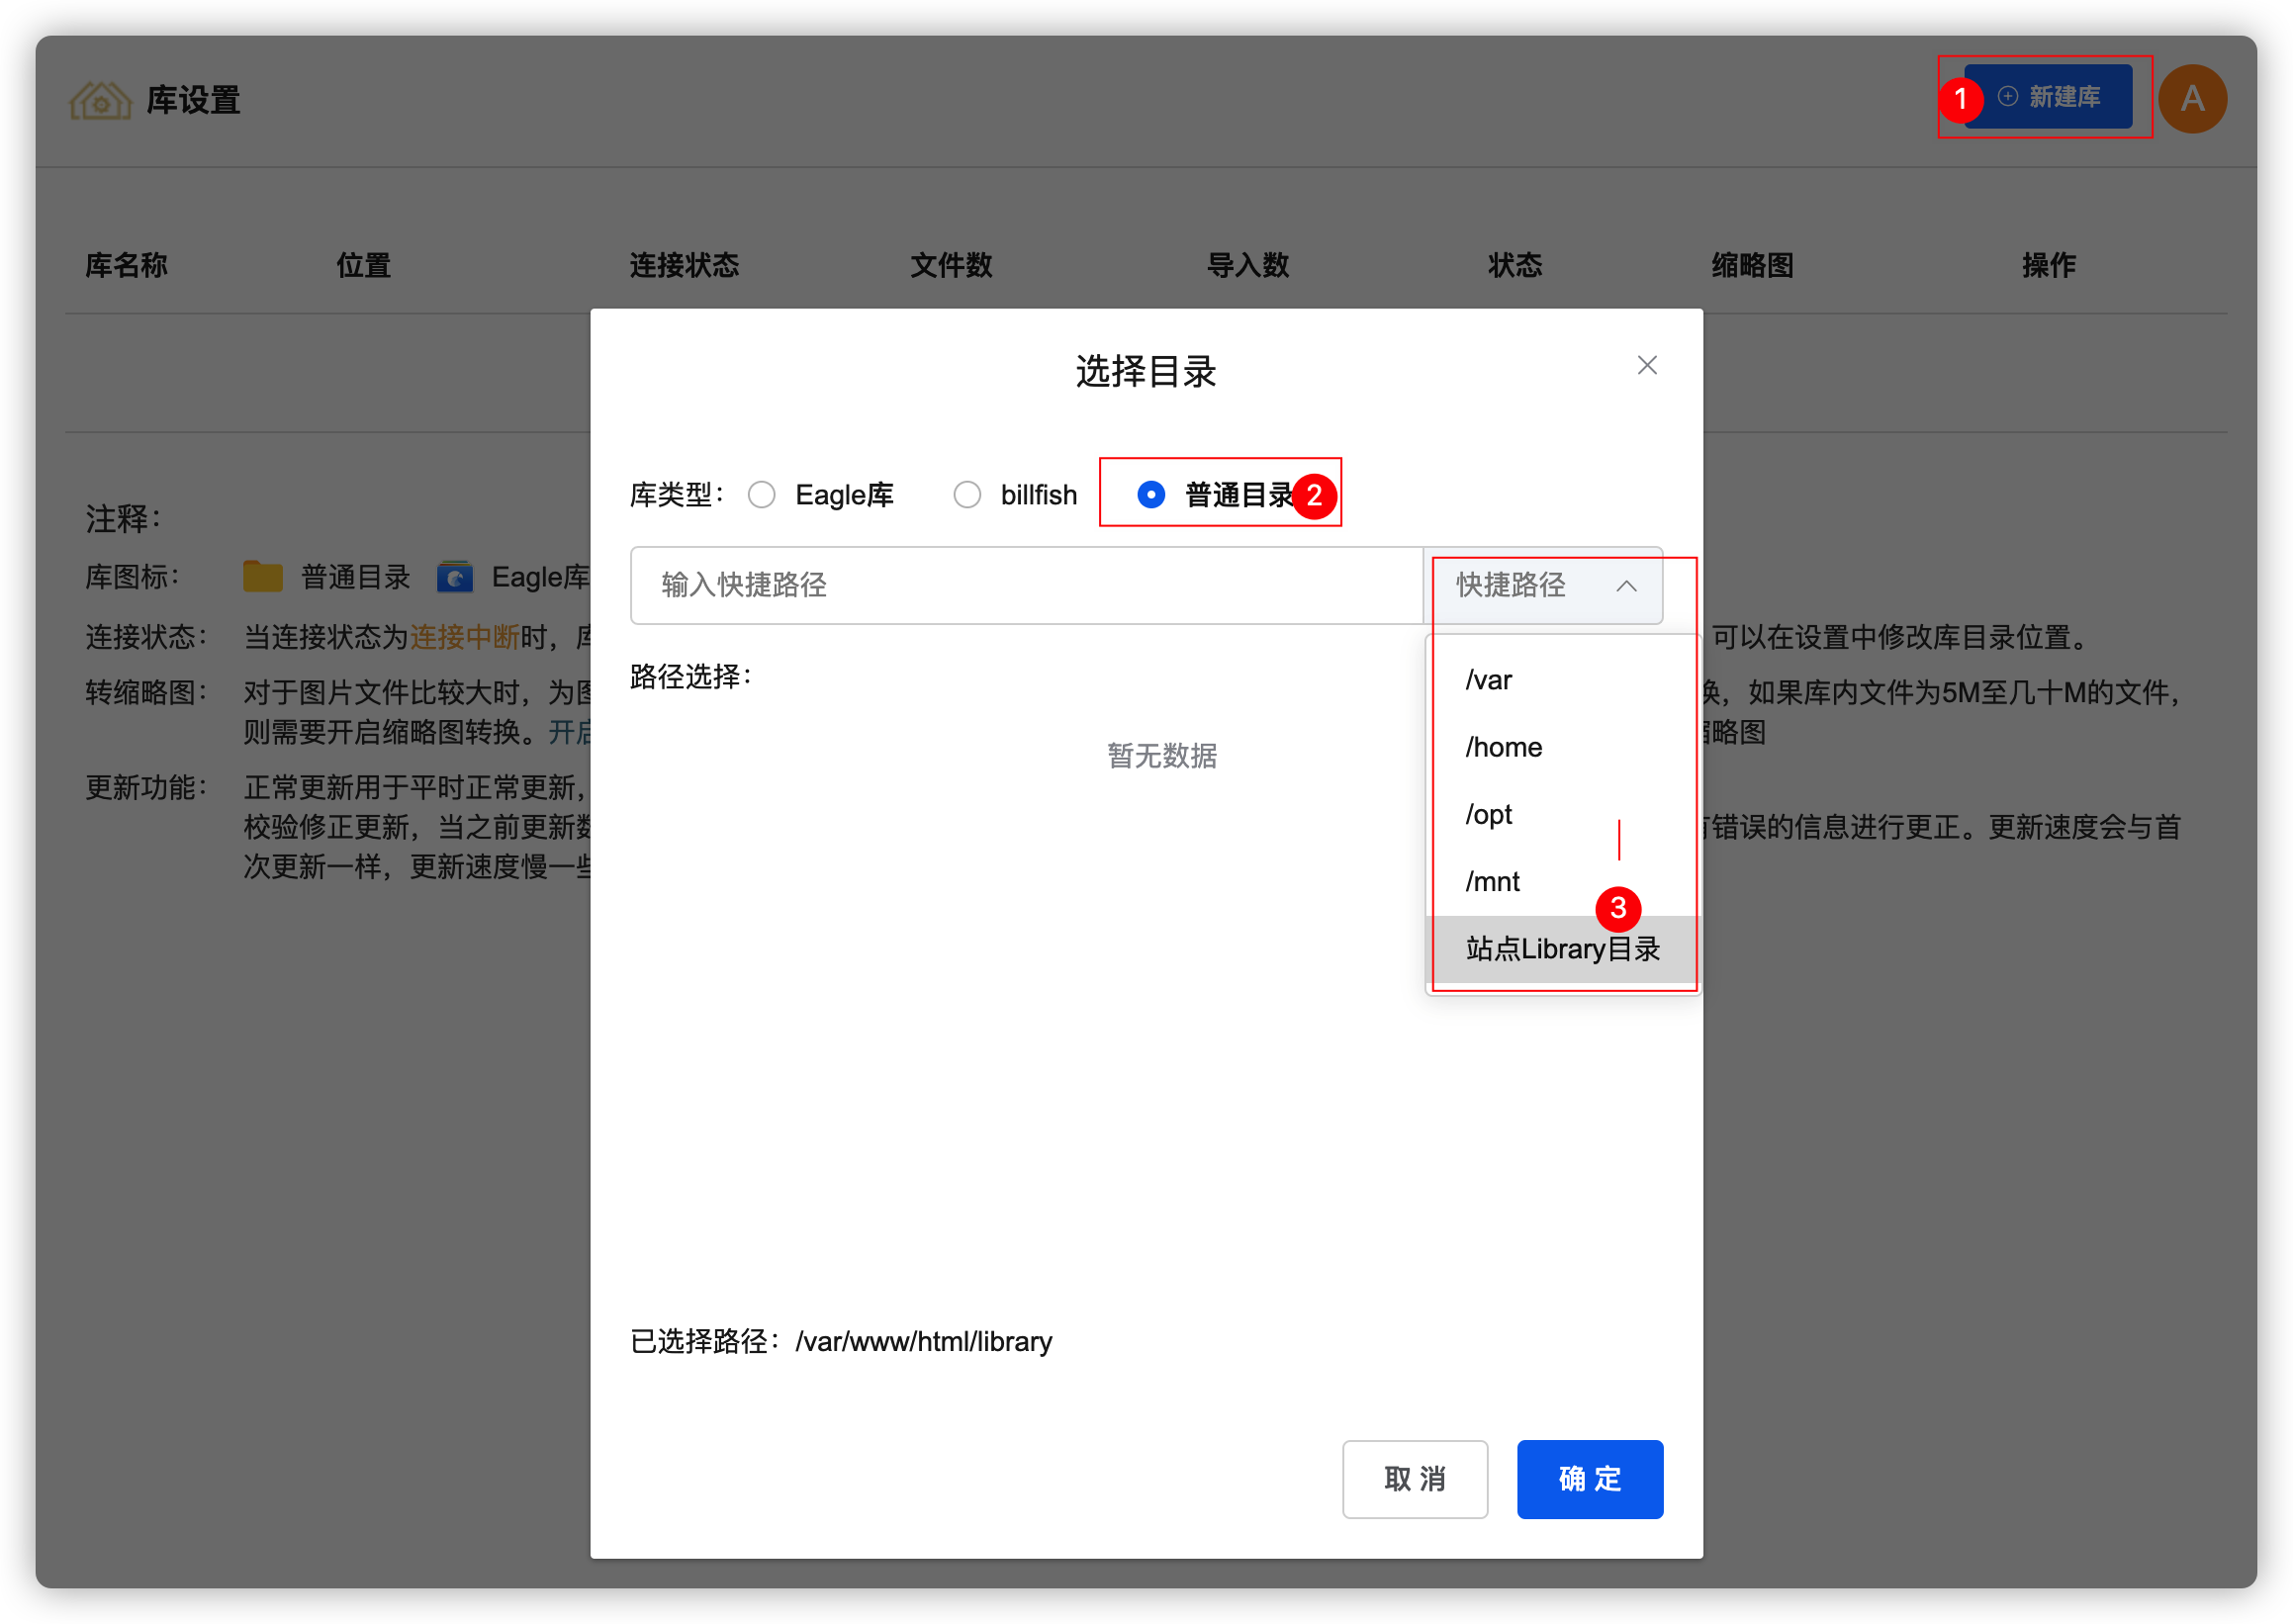 库设置
1
新建库
A
库名称 位置 连接状态 文件数 导入数 状态 缩略图 操作
选择目录
库类型： Eagle库 billfish 普通目录 2
输入快捷路径 快捷路径
路径选择：
暂无数据
/var
/home
/opt
/mnt
3
站点Library目录
已选择路径：/var/www/html/library
取 消 确 定
注释：
库图标： 普通目录 Eagle库
连接状态： 当连接状态为连接中断时，库 可以在设置中修改库目录位置。
转缩略图： 对于图片文件比较大时，为图 换，如果库内文件为5M至几十M的文件，
则需要开启缩略图转换。开启 缩略图
更新功能： 正常更新用于平时正常更新，
校验修正更新，当之前更新数 错误的信息进行更正。更新速度会与首
次更新一样，更新速度慢一些